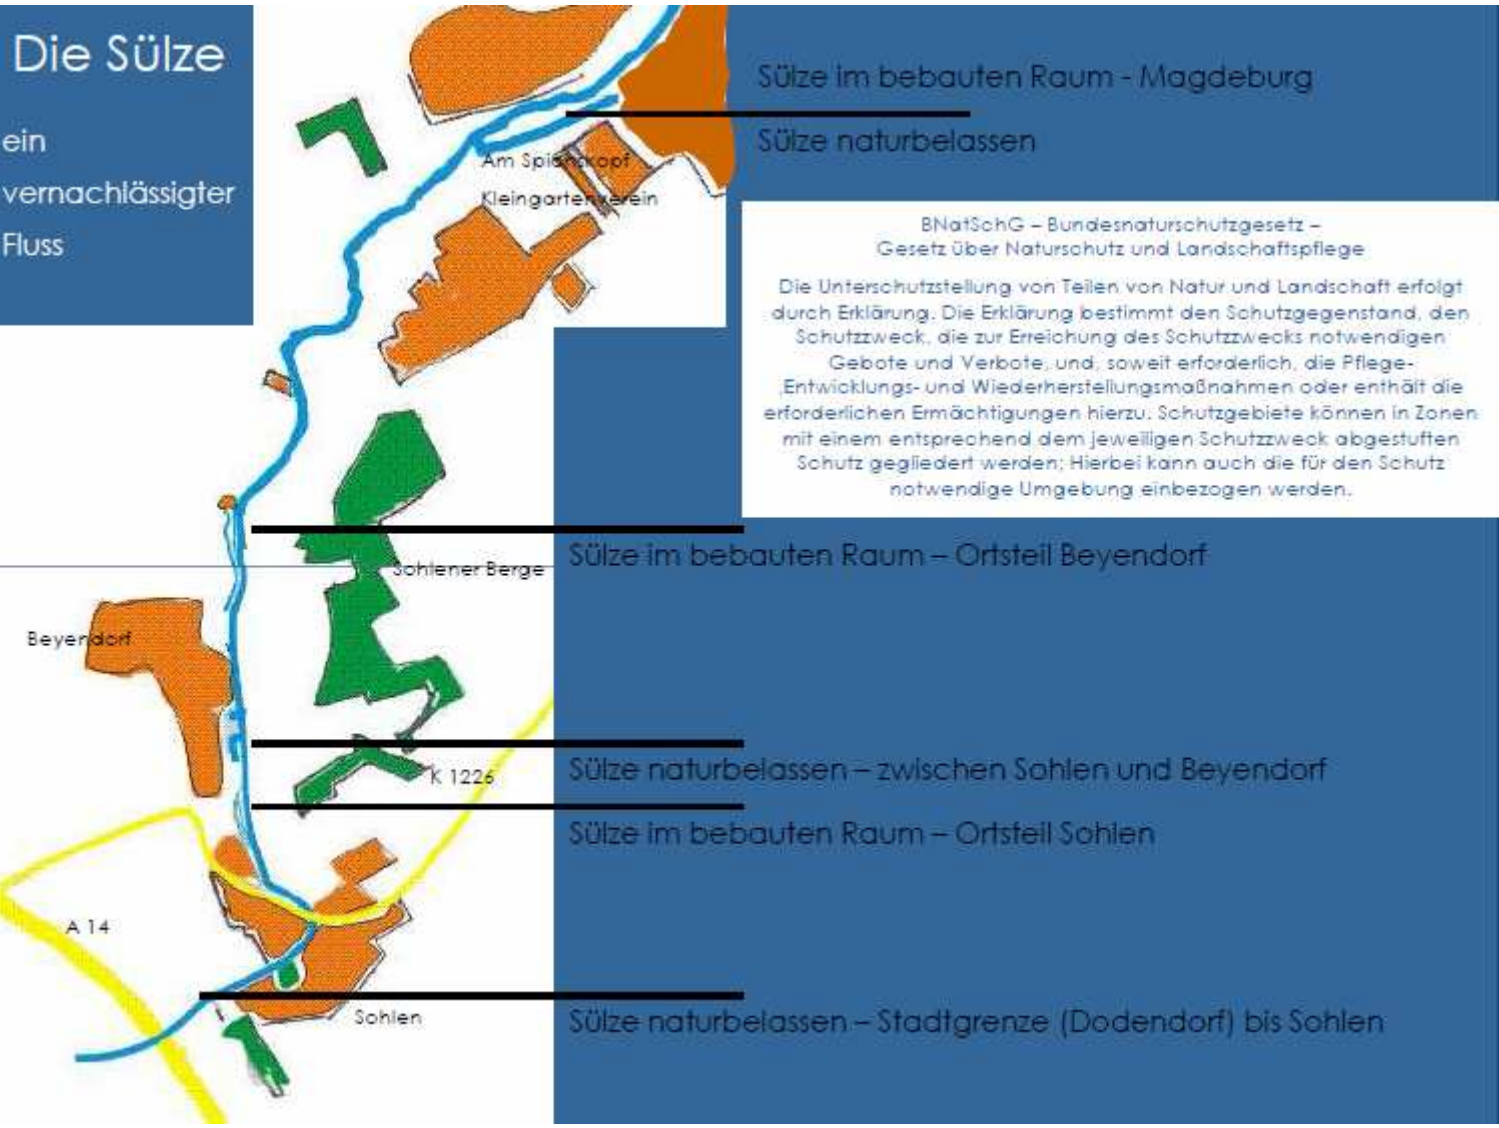 Die Sülze
ein
vernachlässigter
Fluss
Sülze im bebauten Raum - Magdeburg
Sülze naturbelassen
Am Spionskopf
Kleingartenverein
BNatSchG – Bundesnaturschutzgesetz –
Gesetz über Naturschutz und Landschaftspflege
Die Unterschutzstellung von Teilen von Natur und Landschaft erfolgt
durch Erklärung. Die Erklärung bestimmt den Schutzgegenstand, den
Schutzzweck, die zur Erreichung des Schutzzwecks notwendigen
Gebote und Verbote, und, soweit erforderlich, die Pflege-
,Entwicklungs- und Wiederherstellungsmaßnahmen oder enthält die
erforderlichen Ermächtigungen hierzu. Schutzgebiete können in Zonen
mit einem entsprechend dem jeweiligen Schutzzweck abgestuften
Schutz gegliedert werden; Hierbei kann auch die für den Schutz
notwendige Umgebung einbezogen werden.
Sülze im bebauten Raum – Ortsteil Beyendorf
Sohlener Berge
Beyendorf
Sülze naturbelassen – zwischen Sohlen und Beyendorf
K 1226
Sülze im bebauten Raum – Ortsteil Sohlen
A 14
Sohlen
Sülze naturbelassen – Stadtgrenze (Dodendorf) bis Sohlen